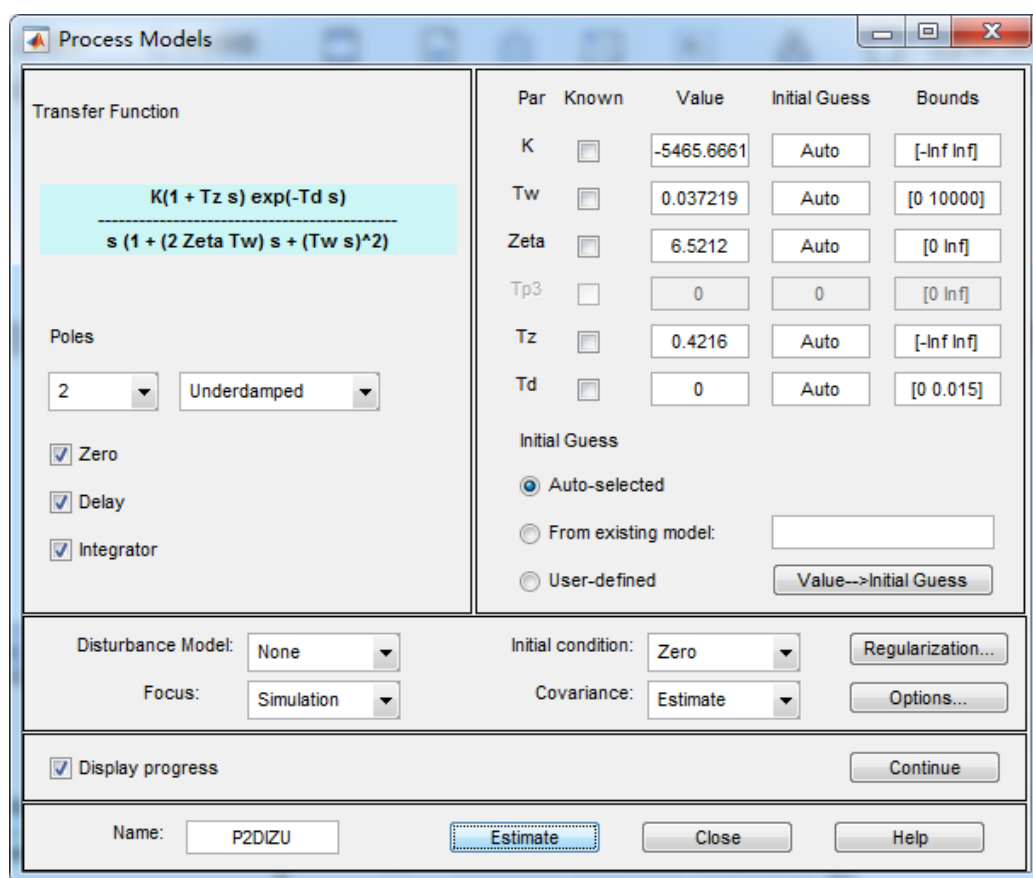 Process Models
Transfer Function
K(1 + Tz s) exp(-Td s)
-------------------------------------------
s (1 + (2 Zeta Tw) s + (Tw s)^2)
Poles
2 Underdamped
Zero
Delay
Integrator
Par Known Value Initial Guess Bounds
K -5465.6661 Auto [-Inf Inf]
Tw 0.037219 Auto [0 10000]
Zeta 6.5212 Auto [0 Inf]
Tp3 0 0 [0 Inf]
Tz 0.4216 Auto [-Inf Inf]
Td 0 Auto [0 0.015]
Initial Guess
Auto-selected
From existing model:
User-defined Value-->Initial Guess
Disturbance Model: None Initial condition: Zero Regularization...
Focus: Simulation Covariance: Estimate Options...
Display progress Continue
Name: P2DIZU Estimate Close Help